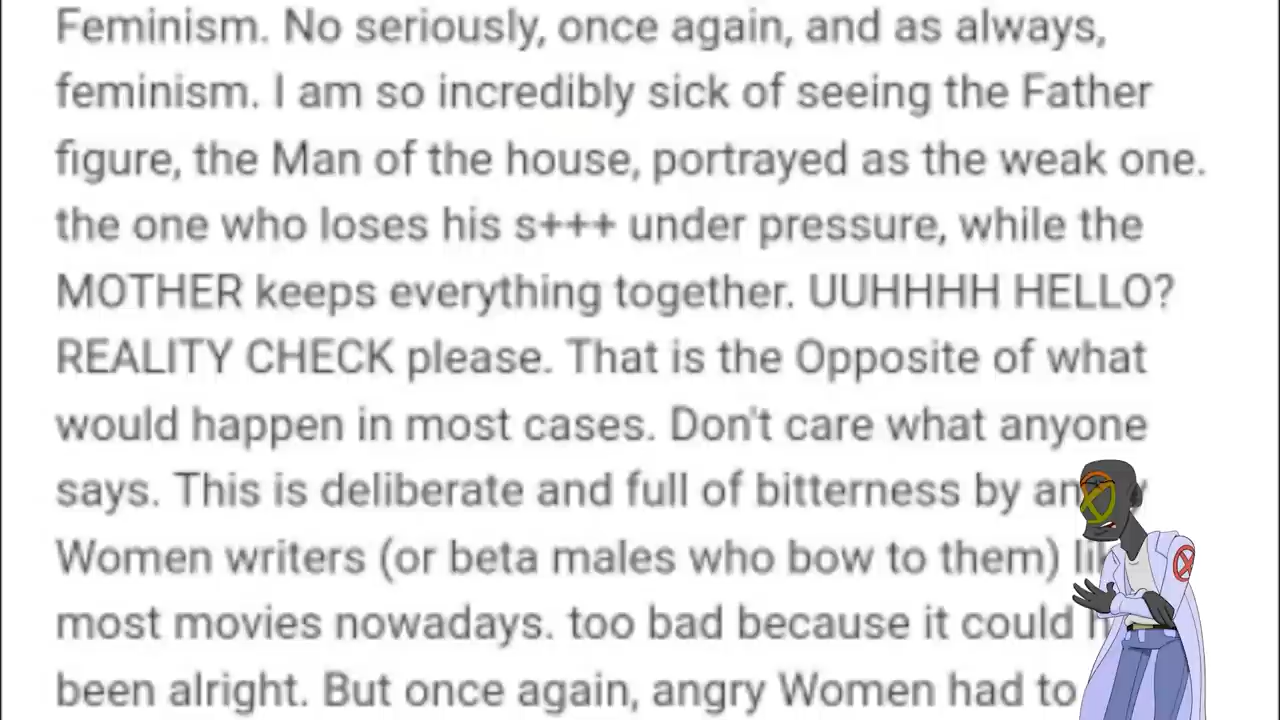 Feminism. No seriously, once again, and as always,
feminism. I am so incredibly sick of seeing the Father
figure, the Man of the house, portrayed as the weak one.
the one who loses his s+++ under pressure, while the
MOTHER keeps everything together. UUHHHH HELLO?
REALITY CHECK please. That is the Opposite of what
would happen in most cases. Don't care what anyone
says. This is deliberate and full of bitterness by
Women writers (or beta males who bow to them)
most movies nowadays. too bad because it could
been alright. But once again, angry Women had to